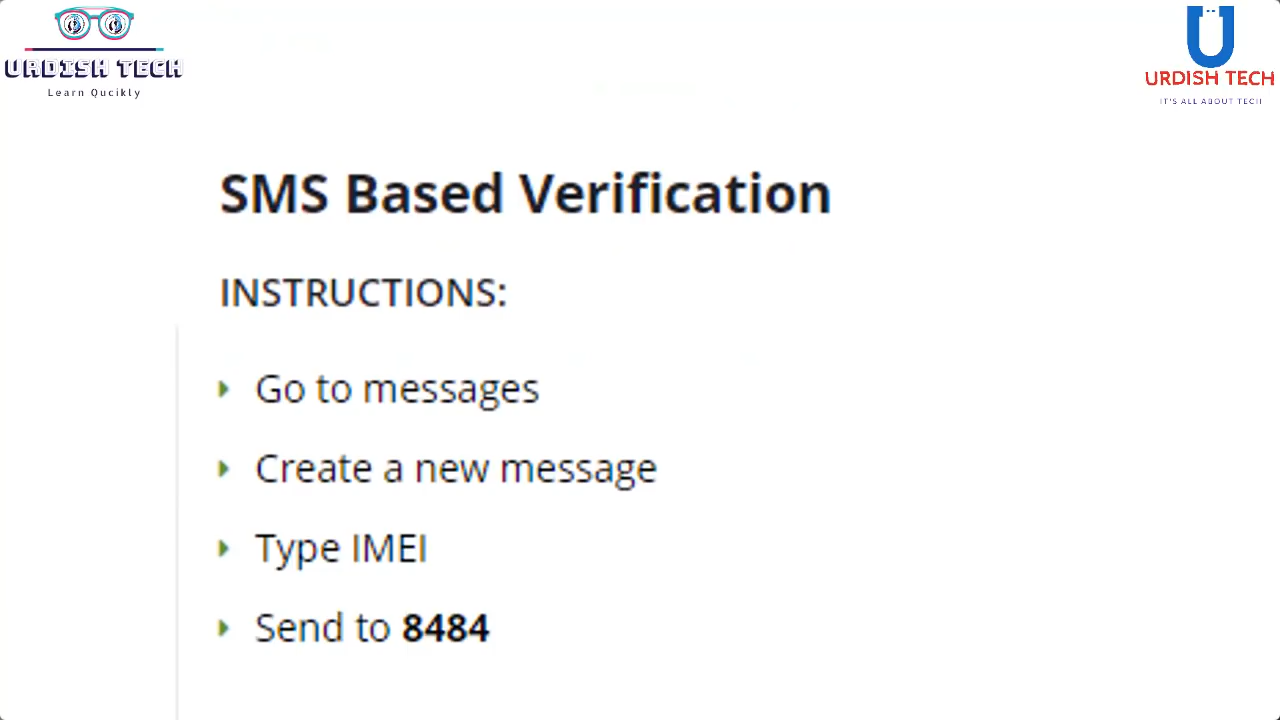 URDISH TECH
Learn Qucikly
URDISH TECH
IT'S ALL ABOUT TECH
SMS Based Verification
INSTRUCTIONS:
Go to messages
Create a new message
Type IMEI
Send to 8484